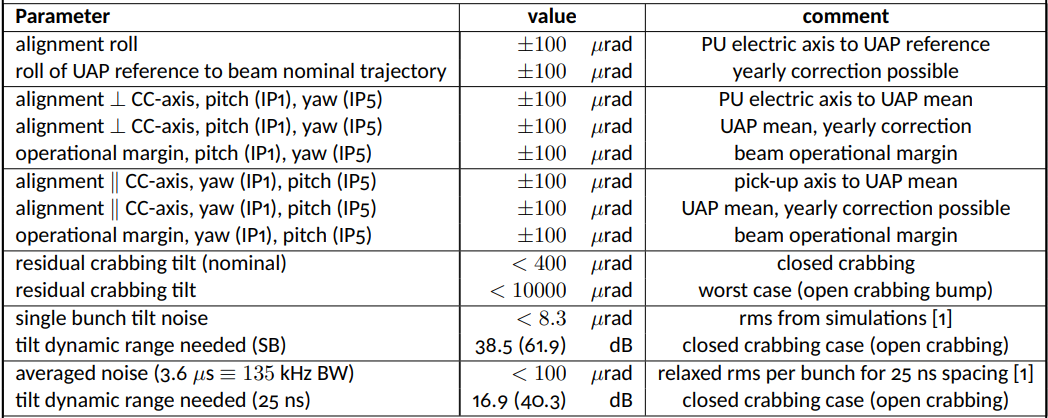 Parameter value comment
alignment roll ±100 μrad PU electric axis to UAP reference
roll of UAP reference to beam nominal trajectory ±100 μrad yearly correction possible
alignment ⊥ CC-axis, pitch (IP1), yaw (IP5) ±100 μrad PU electric axis to UAP mean
alignment ⊥ CC-axis, pitch (IP1), yaw (IP5) ±100 μrad UAP mean, yearly correction
operational margin, pitch (IP1), yaw (IP5) ±100 μrad beam operational margin
alignment ∥ CC-axis, yaw (IP1), pitch (IP5) ±100 μrad pick-up axis to UAP mean
alignment ∥ CC-axis, yaw (IP1), pitch (IP5) ±100 μrad UAP mean, yearly correction possible
operational margin, yaw (IP1), pitch (IP5) ±100 μrad beam operational margin
residual crabbing tilt (nominal) < 400 μrad closed crabbing
residual crabbing tilt < 10000 μrad worst case (open crabbing bump)
single bunch tilt noise < 8.3 μrad rms from simulations [1]
tilt dynamic range needed (SB) 38.5 (61.9) dB closed crabbing case (open crabbing)
averaged noise (3.6 μs ≡ 135 kHz BW) < 100 μrad relaxed rms per bunch for 25 ns spacing [1]
tilt dynamic range needed (25 ns) 16.9 (40.3) dB closed crabbing case (open crabbing)